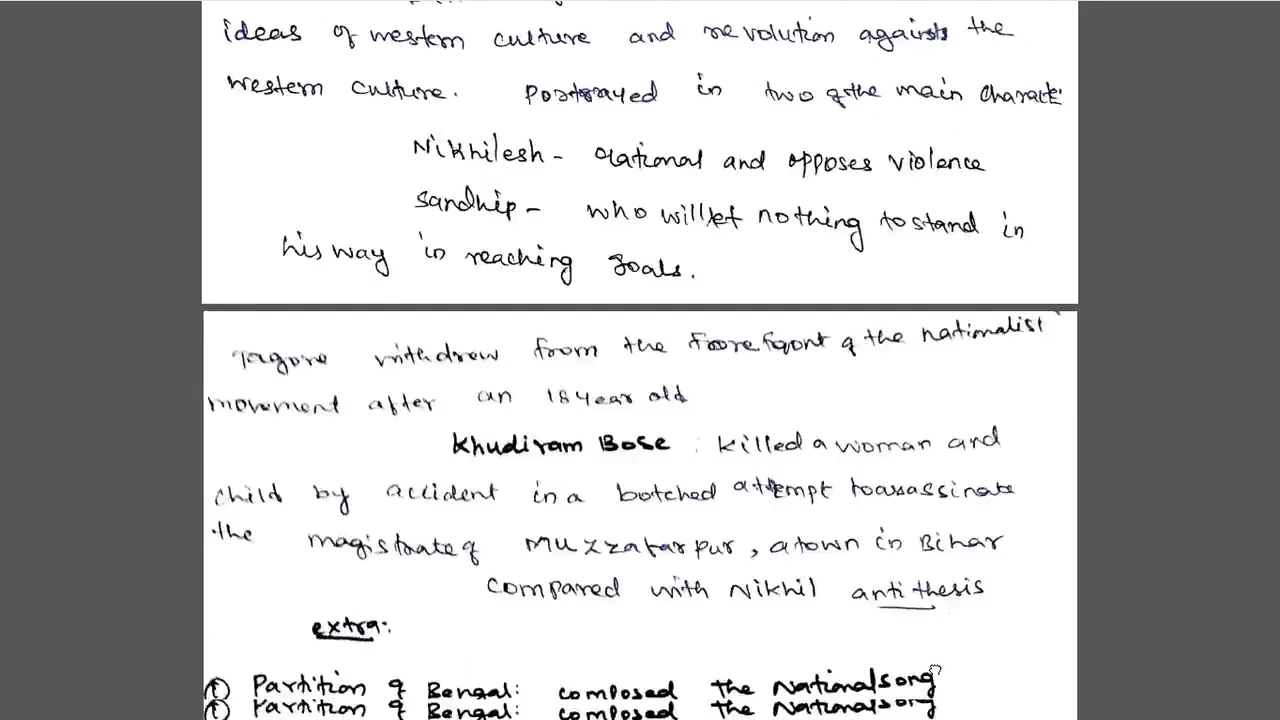 ideas of western culture and revolution against the
western culture. Portrayed in two of the main charact
Nikhilesh - rational and opposes violence
Sandhip - who will let nothing to stand in
his way in reaching goals.
Tagore withdrew from the forefront of the nationalist
movement after an 18 year old
Khudiram Bose : killed a woman and
child by accident in a botched attempt to assassinate
the magistrate of Muzzafarpur, a town in Bihar
compared with Nikhil antithesis
extra:
① Partition of Bengal: composed the National song
① Partition of Bengal: composed the National song